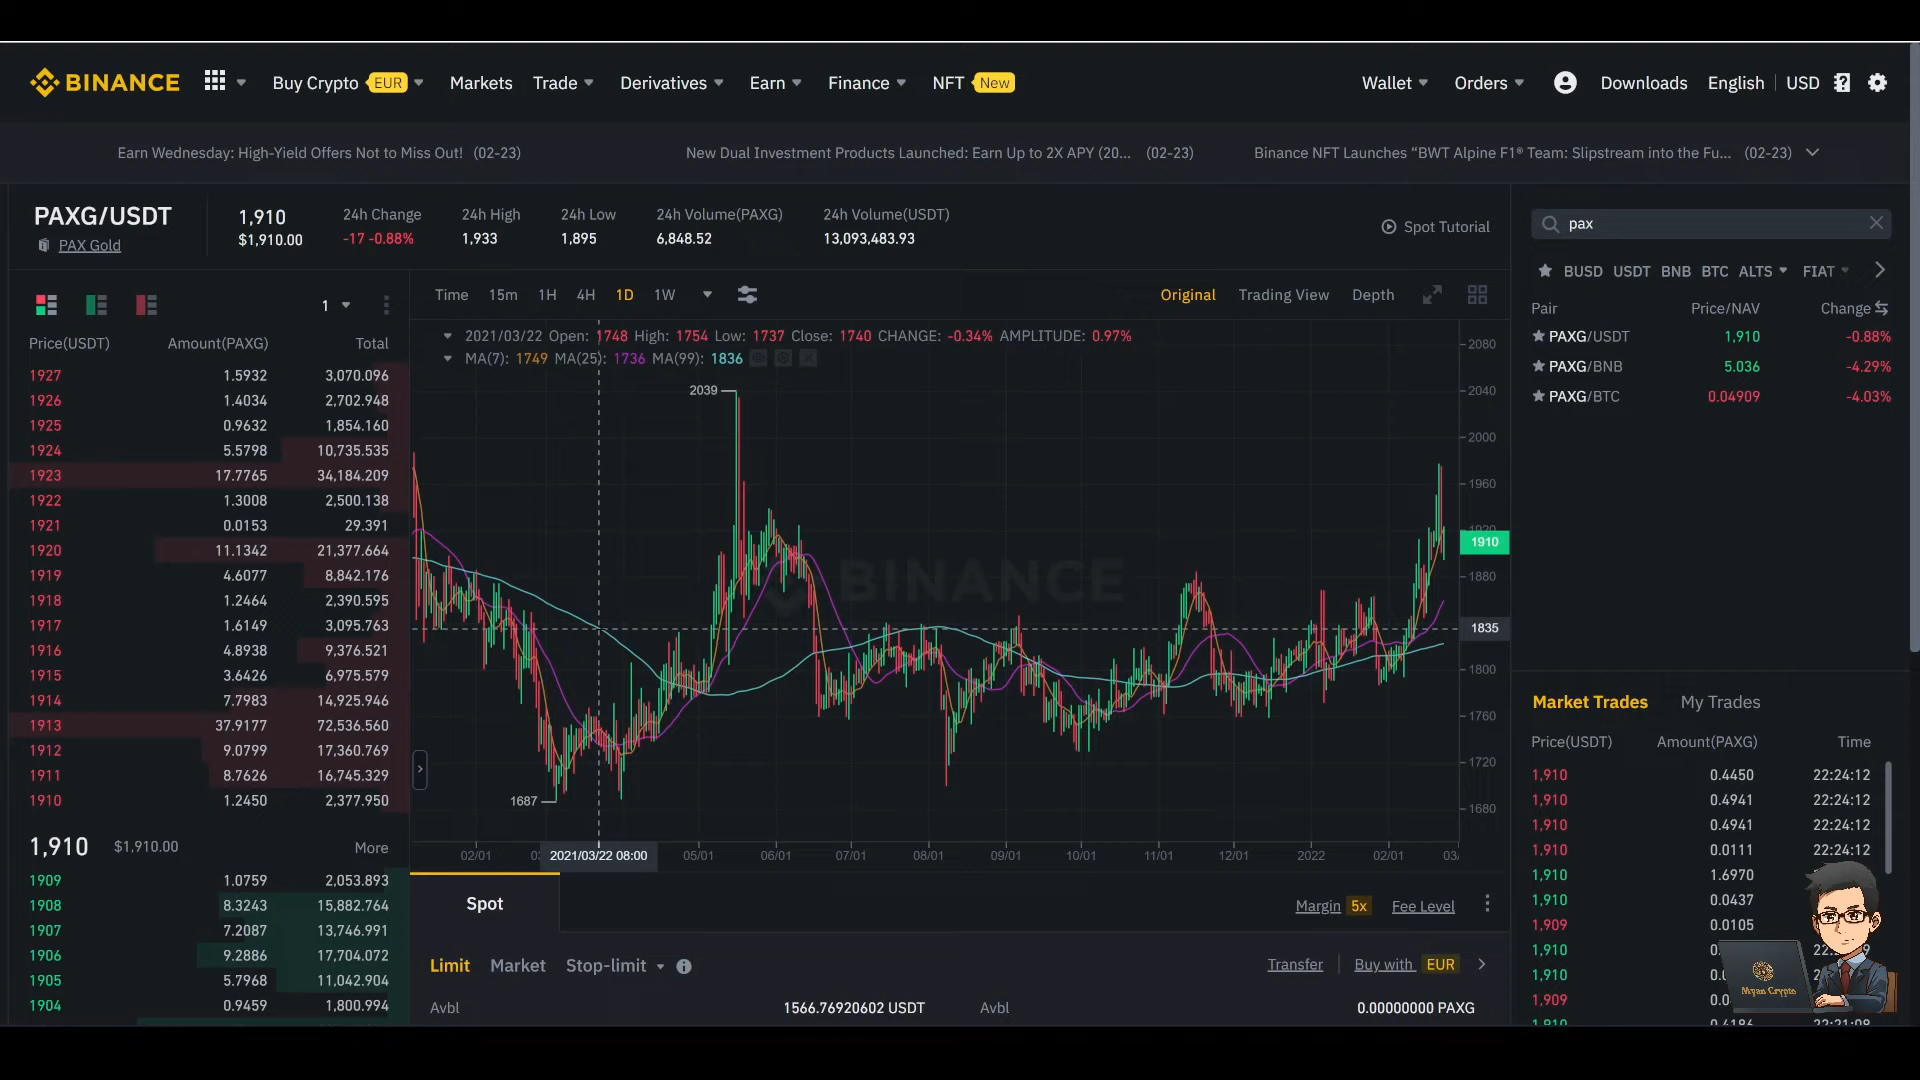 BINANCE
Buy Crypto EUR Markets Trade Derivatives Earn Finance NFT New Wallet Orders Downloads English USD
Earn Wednesday: High-Yield Offers Not to Miss Out! (02-23) New Dual Investment Products Launched: Earn Up to 2X APY (20... (02-23) Binance NFT Launches “BWT Alpine F1® Team: Slipstream into the Fu... (02-23)
PAXG/USDT
PAX Gold
1,910
$1,910.00
24h Change
-17 -0.88%
24h High
1,933
24h Low
1,895
24h Volume(PAXG)
6,848.52
24h Volume(USDT)
13,093,483.93
Spot Tutorial
1
Price(USDT) Amount(PAXG) Total
1927 1.5932 3,070.096
1926 1.4034 2,702.948
1925 0.9632 1,854.160
1924 5.5798 10,735.535
1923 17.7765 34,184.209
1922 1.3008 2,500.138
1921 0.0153 29.391
1920 11.1342 21,377.664
1919 4.6077 8,842.176
1918 1.2464 2,390.595
1917 1.6149 3,095.763
1916 4.8938 9,376.521
1915 3.6426 6,975.579
1914 7.7983 14,925.946
1913 37.9177 72,536.560
1912 9.0799 17,360.769
1911 8.7626 16,745.329
1910 1.2450 2,377.950
1,910 $1,910.00 More
1909 1.0759 2,053.893
1908 8.3243 15,882.764
1907 7.2087 13,746.991
1906 9.2886 17,704.072
1905 5.7968 11,042.904
1904 0.9459 1,800.994
Time 15m 1H 4H 1D 1W Original Trading View Depth
2021/03/22 Open: 1748 High: 1754 Low: 1737 Close: 1740 CHANGE: -0.34% AMPLITUDE: 0.97%
MA(7): 1749 MA(25): 1736 MA(99): 1836
2039
1687
BINANCE
2080
2040
2000
1960
1920
1910
1880
1835
1800
1760
1720
1680
02/01 2021/03/22 08:00 05/01 06/01 07/01 08/01 09/01 10/01 11/01 12/01 2022 02/01 03/
Spot
Margin 5x Fee Level
Limit Market Stop-limit
Transfer Buy with EUR
Avbl 1566.76920602 USDT Avbl 0.00000000 PAXG
pax
BUSD USDT BNB BTC ALTS FIAT
Pair Price/NAV Change
PAXG/USDT 1,910 -0.88%
PAXG/BNB 5.036 -4.29%
PAXG/BTC 0.04909 -4.03%
Market Trades My Trades
Price(USDT) Amount(PAXG) Time
1,910 0.4450 22:24:12
1,910 0.4941 22:24:12
1,910 0.4941 22:24:12
1,910 0.0111 22:24:12
1,910 1.6970
1,910 0.0437
1,909 0.0105
1,910
1,910
1,909
1,910
Myan Crypto